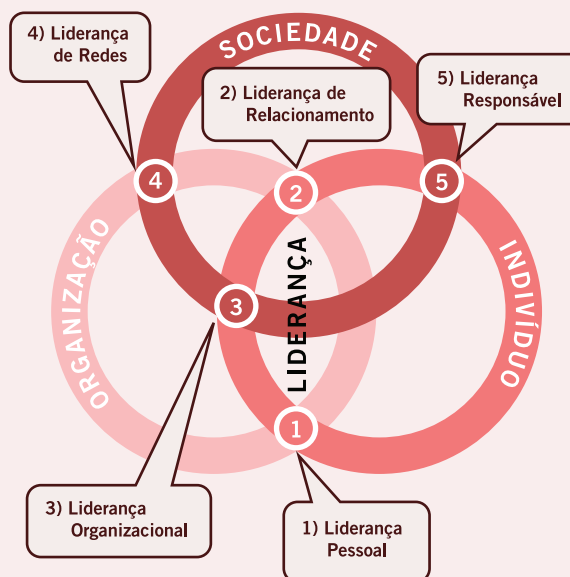 4) Liderança
de Redes
SOCIEDADE
2) Liderança de
Relacionamento
5) Liderança
Responsável
4
2
5
ORGANIZAÇÃO
LIDERANÇA
INDIVÍDUO
3
1
3) Liderança
Organizacional
1) Liderança
Pessoal